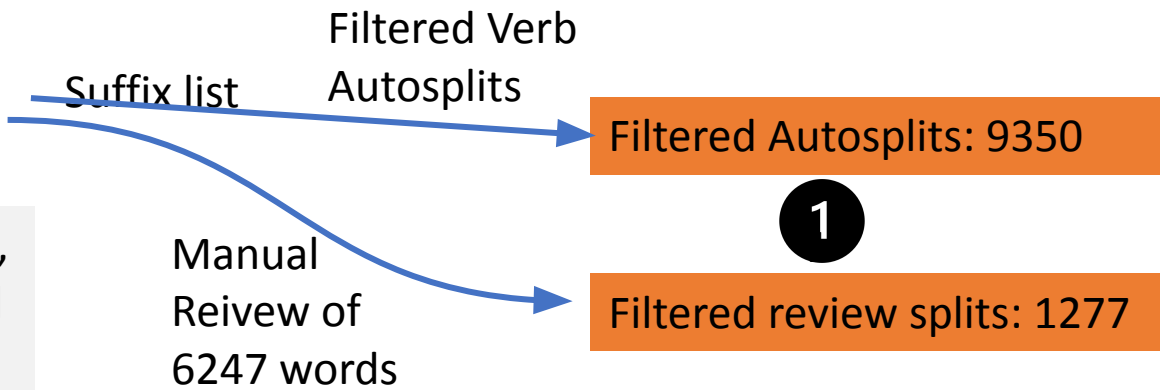 Filtered Verb
Autosplits
Suffix list
Filtered Autosplits: 9350
1
Manual
Reivew of
6247 words
Filtered review splits: 1277